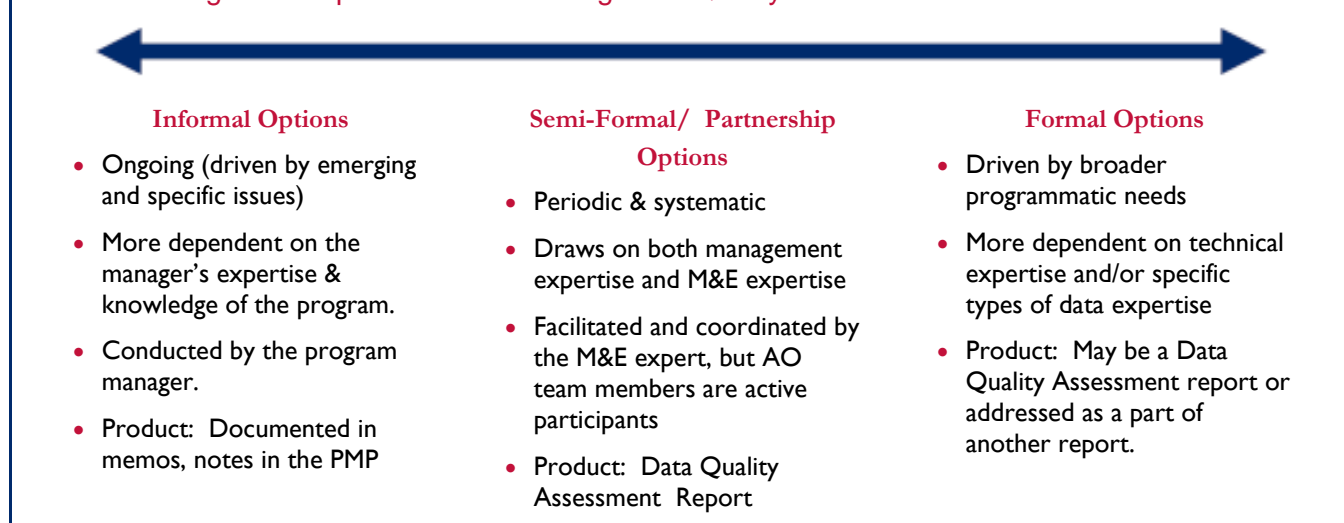 Informal Options
• Ongoing (driven by emerging
and specific issues)
• More dependent on the
manager’s expertise &
knowledge of the program.
• Conducted by the program
manager.
• Product: Documented in
memos, notes in the PMP
Semi-Formal/ Partnership
Options
• Periodic & systematic
• Draws on both management
expertise and M&E expertise
• Facilitated and coordinated by
the M&E expert, but AO
team members are active
participants
• Product: Data Quality
Assessment Report
Formal Options
• Driven by broader
programmatic needs
• More dependent on technical
expertise and/or specific
types of data expertise
• Product: May be a Data
Quality Assessment report or
addressed as a part of
another report.